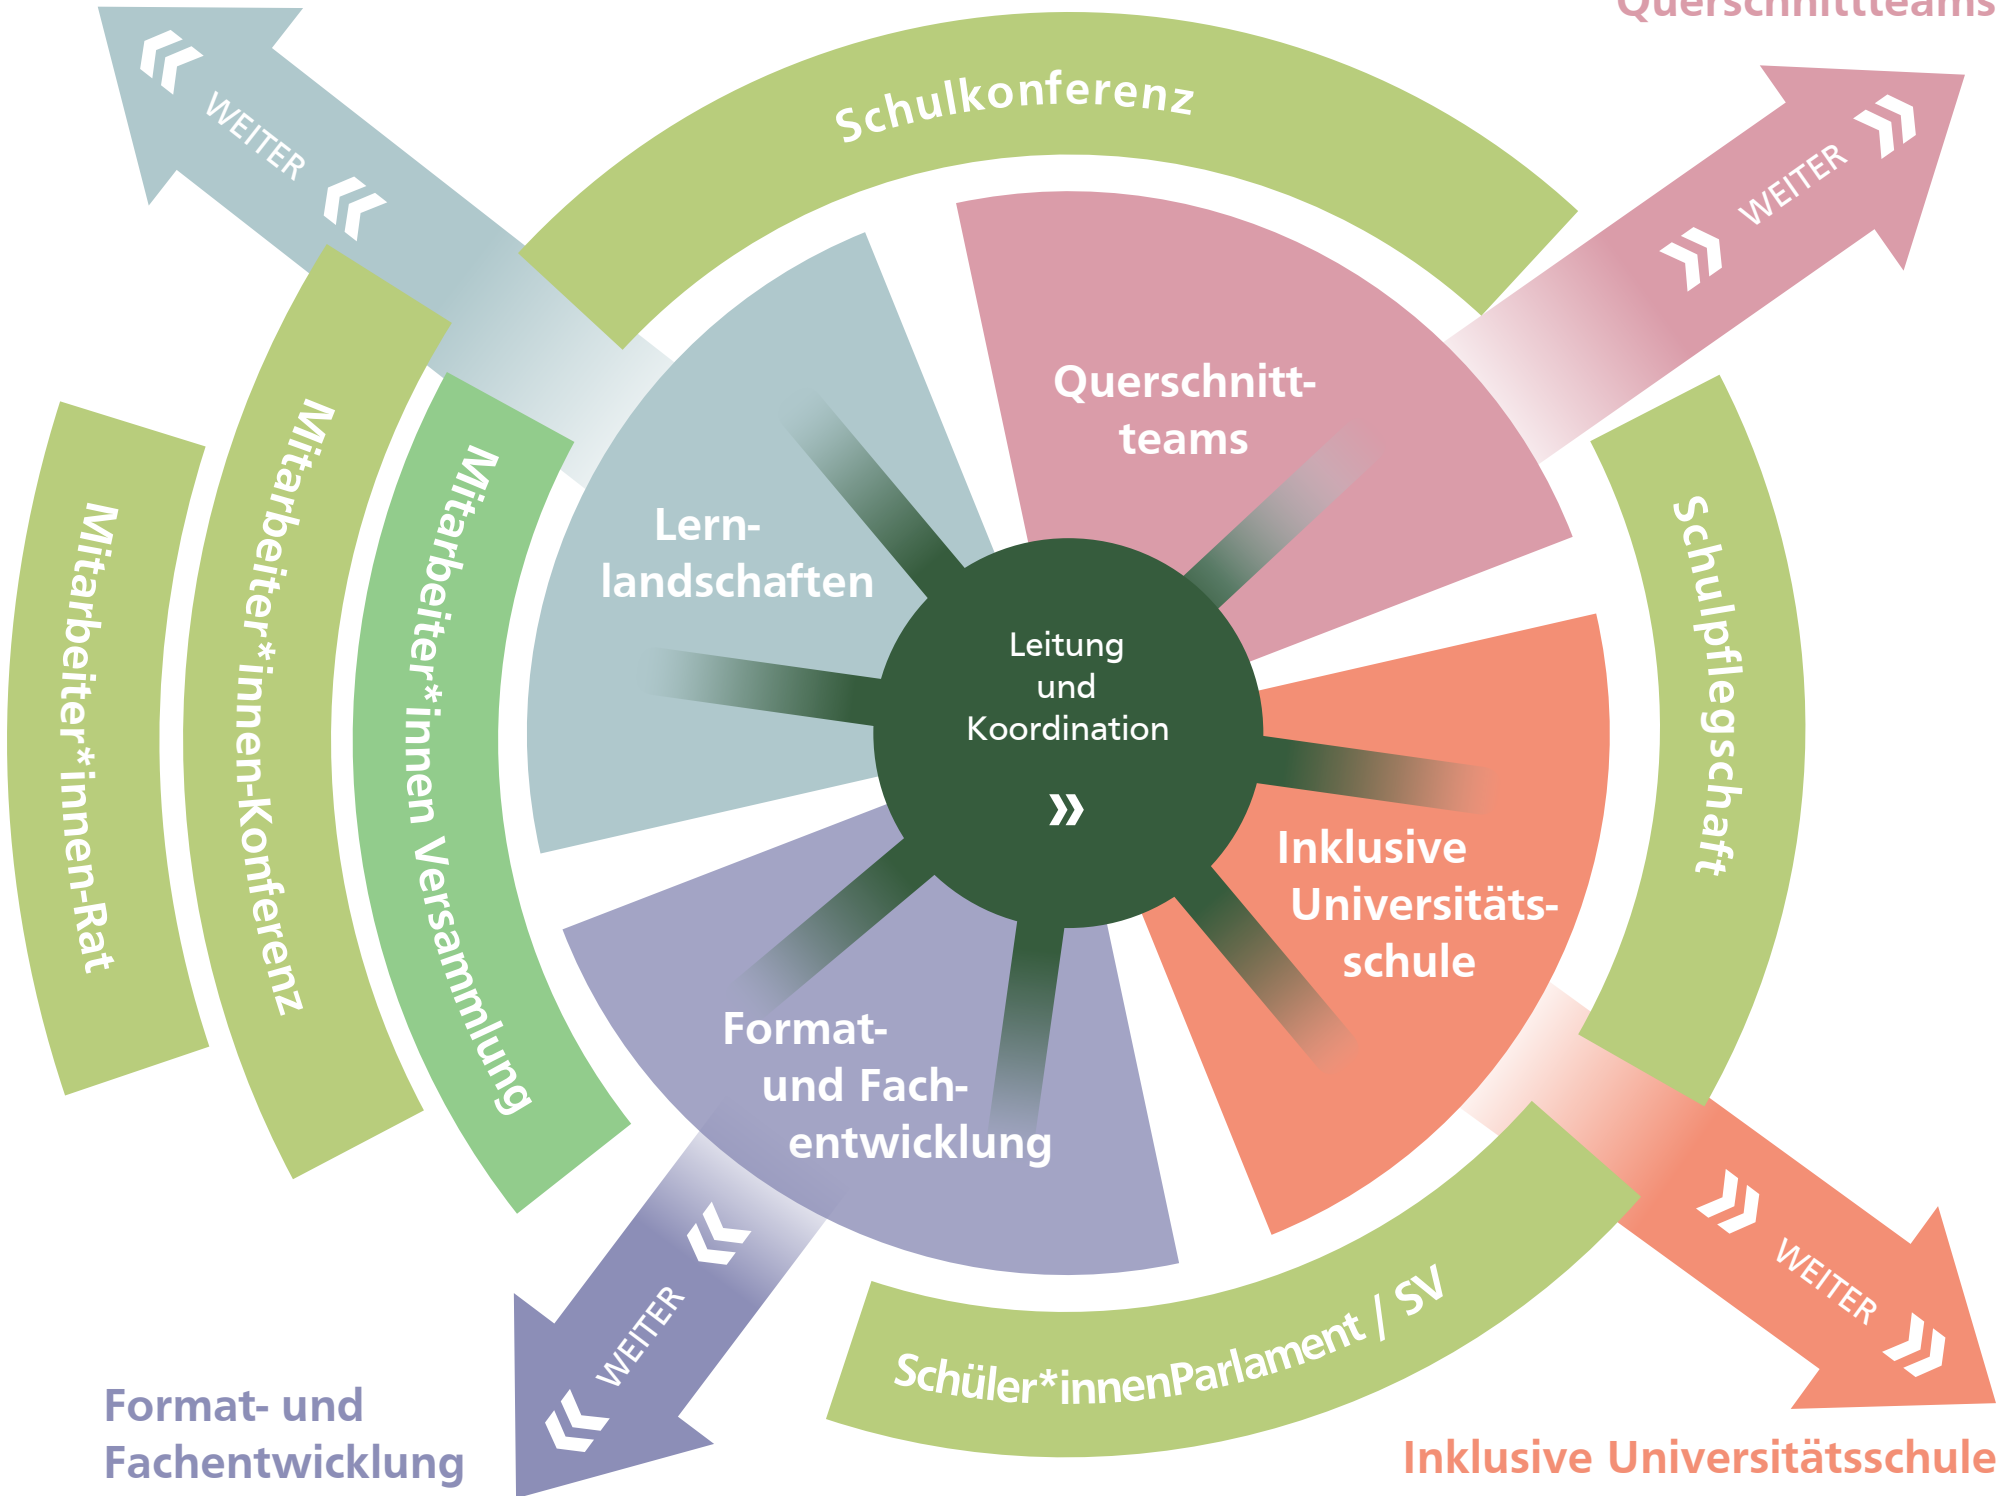 Querschnittteams
WEITER
WEITER
Schulkonferenz
Querschnitt-
teams
Lern-
landschaften
Leitung
und
Koordination
Schulpflegschaft
Mitarbeiter*innen-Rat
Mitarbeiter*innen-Konferenz
Mitarbeiter*innen Versammlung
Inklusive
Universitäts-
schule
Format-
und Fach-
entwicklung
WEITER
WEITER
Schüler*innenParlament / SV
Format- und
Fachentwicklung
Inklusive Universitätsschule